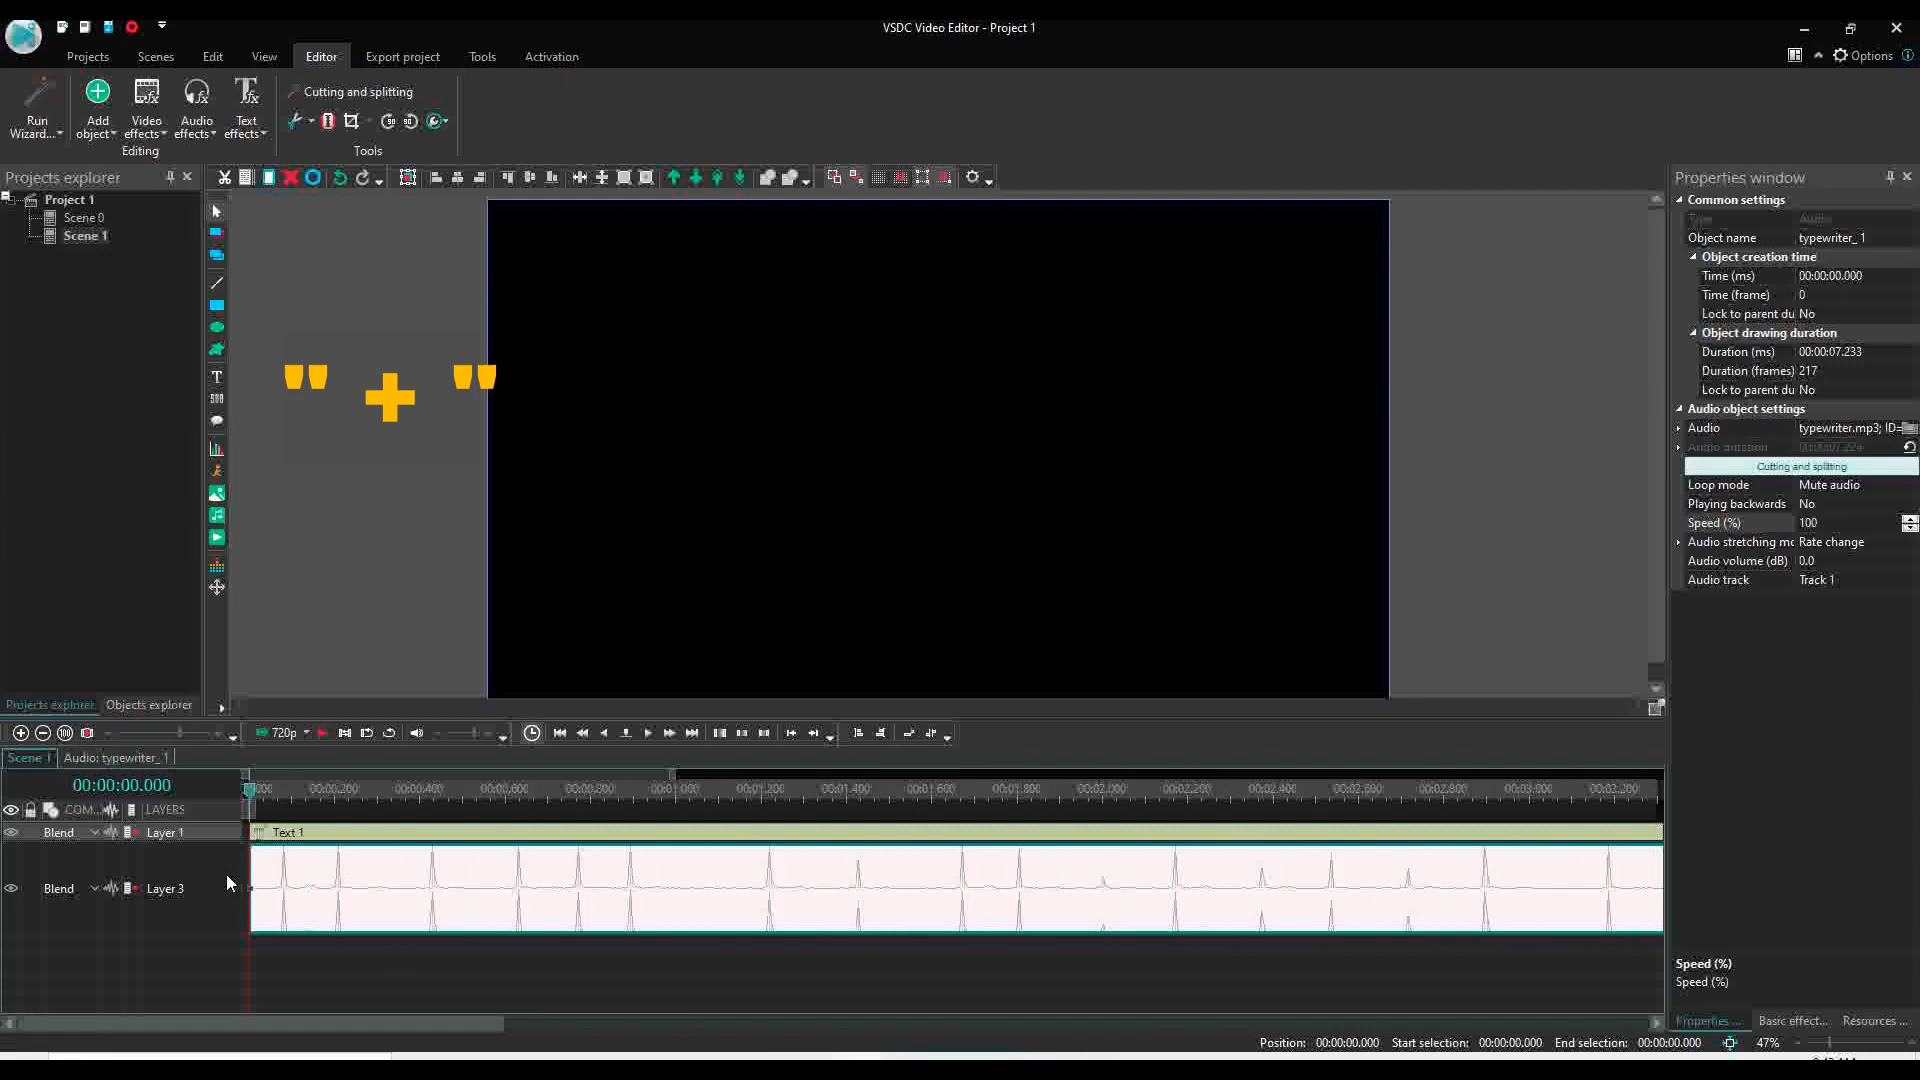 VSDC Video Editor - Project 1
Projects Scenes Edit View Editor Export project Tools Activation
Options
Run Wizard...
Add object
Video effects
Audio effects
Text effects
Cutting and splitting
Editing
Tools
Projects explorer
Project 1
Scene 0
Scene 1
" + "
Projects explorer Objects explorer
Properties window
Common settings
Type Audio
Object name typewriter_ 1
Object creation time
Time (ms) 00:00:00.000
Time (frame) 0
Lock to parent du No
Object drawing duration
Duration (ms) 00:00:07.233
Duration (frames) 217
Lock to parent du No
Audio object settings
Audio typewriter.mp3; ID=
Audio duration 00:00:07.224
Cutting and splitting
Loop mode Mute audio
Playing backwards No
Speed (%) 100
Audio stretching mo Rate change
Audio volume (dB) 0.0
Audio track Track 1
720p
Scene 1 Audio: typewriter_ 1
00:00:00.000
000 00:00.200 00:00.400 00:00.600 00:00.800 00:01.000 00:01.200 00:01.400 00:01.600 00:01.800 00:02.000 00:02.200 00:02.400 00:02.600 00:02.800 00:03.000 00:03.200
COM... LAYERS
Blend Layer 1 Text 1
Blend Layer 3
Speed (%)
Speed (%)
Properties ... Basic effect... Resources ...
Position: 00:00:00.000 Start selection: 00:00:00.000 End selection: 00:00:00.000 47%